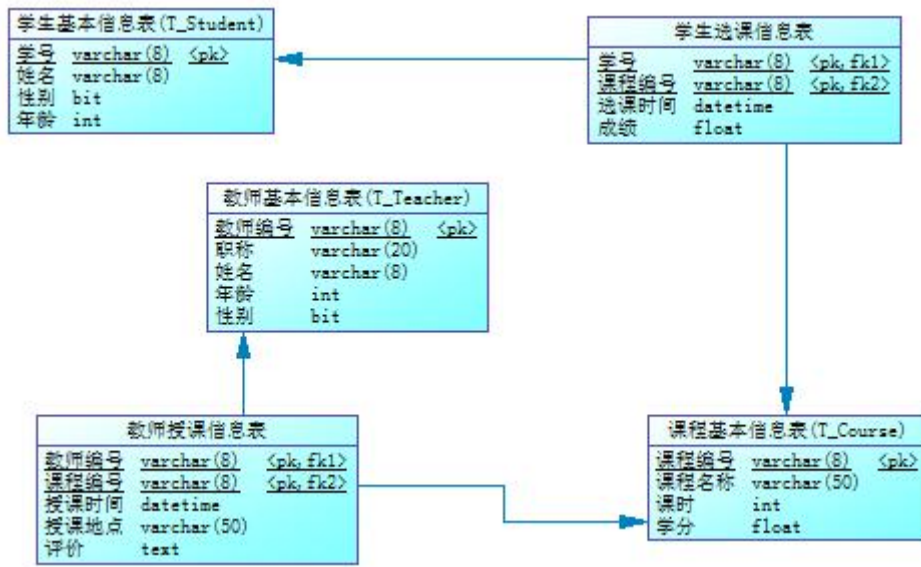 学生基本信息表(T_Student)
学号 varchar(8) <pk>
姓名 varchar(8)
性别 bit
年龄 int
学生选课信息表
学号 varchar(8) <pk,fk1>
课程编号 varchar(8) <pk,fk2>
选课时间 datetime
成绩 float
教师基本信息表(T_Teacher)
教师编号 varchar(8) <pk>
职称 varchar(20)
姓名 varchar(8)
年龄 int
性别 bit
教师授课信息表
教师编号 varchar(8) <pk,fk1>
课程编号 varchar(8) <pk,fk2>
授课时间 datetime
授课地点 varchar(50)
评价 text
课程基本信息表(T_Course)
课程编号 varchar(8) <pk>
课程名称 varchar(50)
课时 int
学分 float